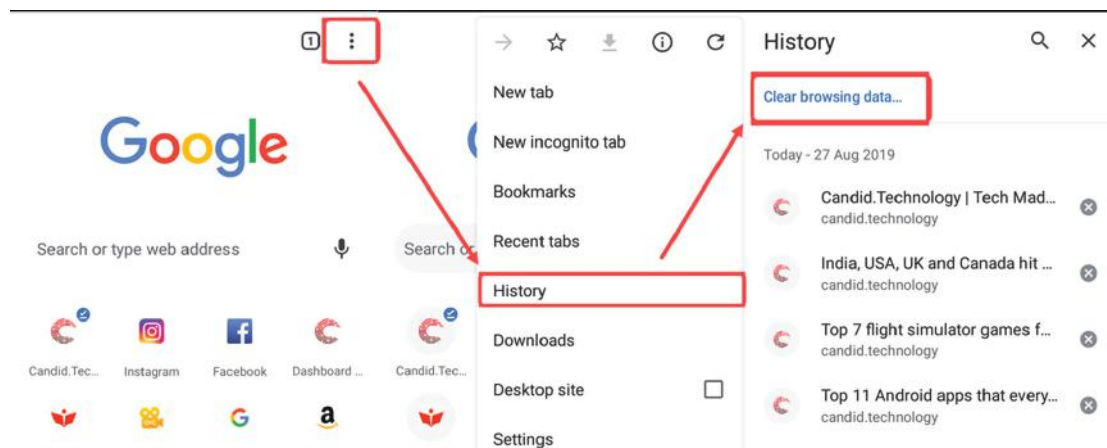 1
Google
Search or type web address
Candid.Tec...
Instagram
Facebook
Dashboard ...
Search or
Candid.Tec...
New tab
New incognito tab
Bookmarks
Recent tabs
History
Downloads
Desktop site
Settings
History
Clear browsing data...
Today - 27 Aug 2019
Candid.Technology | Tech Mad...
candid.technology
India, USA, UK and Canada hit ...
candid.technology
Top 7 flight simulator games f...
candid.technology
Top 11 Android apps that every...
candid.technology